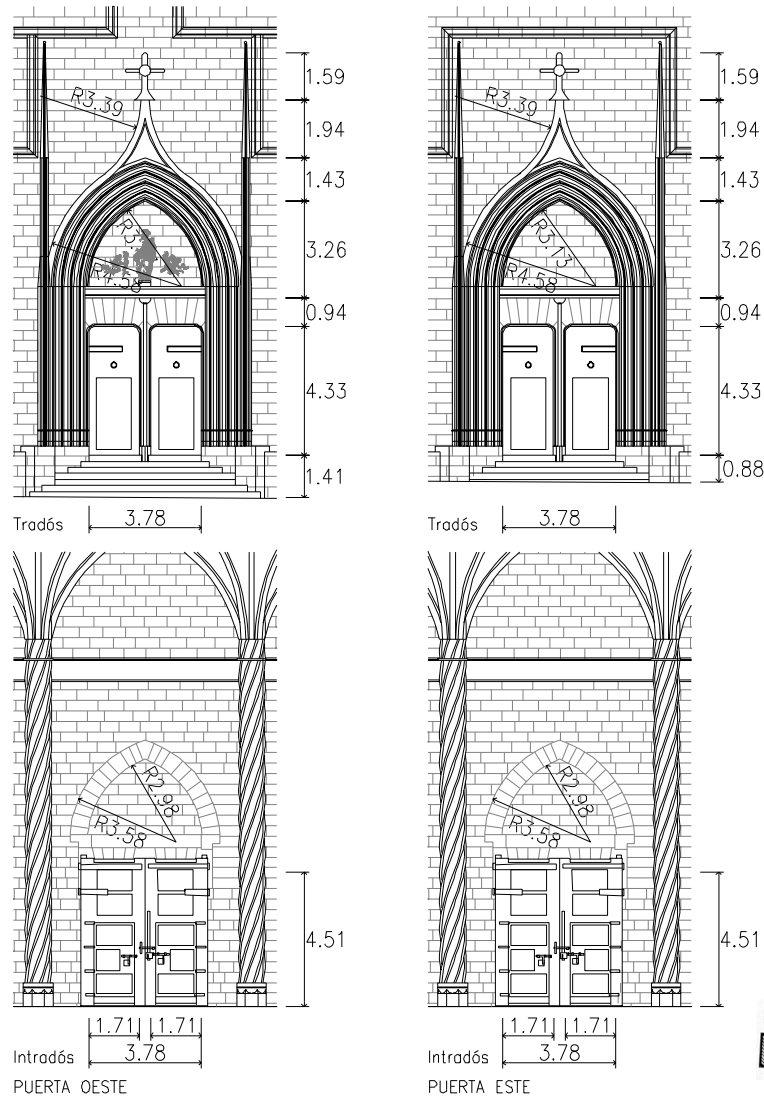 R3.39
1.59
1.94
1.43
3.26
0.94
4.33
1.41
R4.58
Tradós
3.78
R3.39
1.59
1.94
1.43
R3.13
3.26
R4.58
0.94
4.33
0.88
Tradós
3.78
R2.98
R3.58
4.51
1.71 1.71
Intradós
3.78
PUERTA OESTE
R2.98
R3.58
4.51
1.71 1.71
Intradós
3.78
PUERTA ESTE